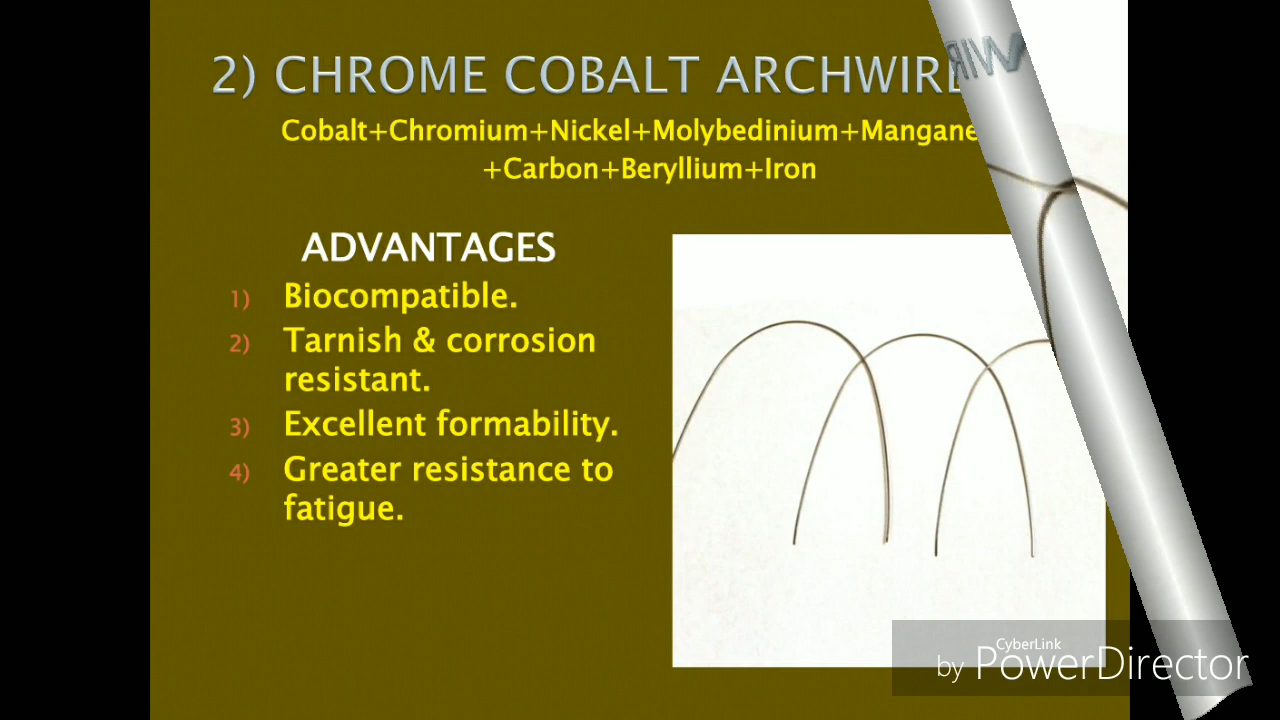 2) CHROME COBALT ARCHWIRE
Cobalt+Chromium+Nickel+Molybedinium+Mangane
+Carbon+Beryllium+Iron
ADVANTAGES
1) Biocompatible.
2) Tarnish & corrosion
resistant.
3) Excellent formability.
4) Greater resistance to
fatigue.
CyberLink
by PowerDirector